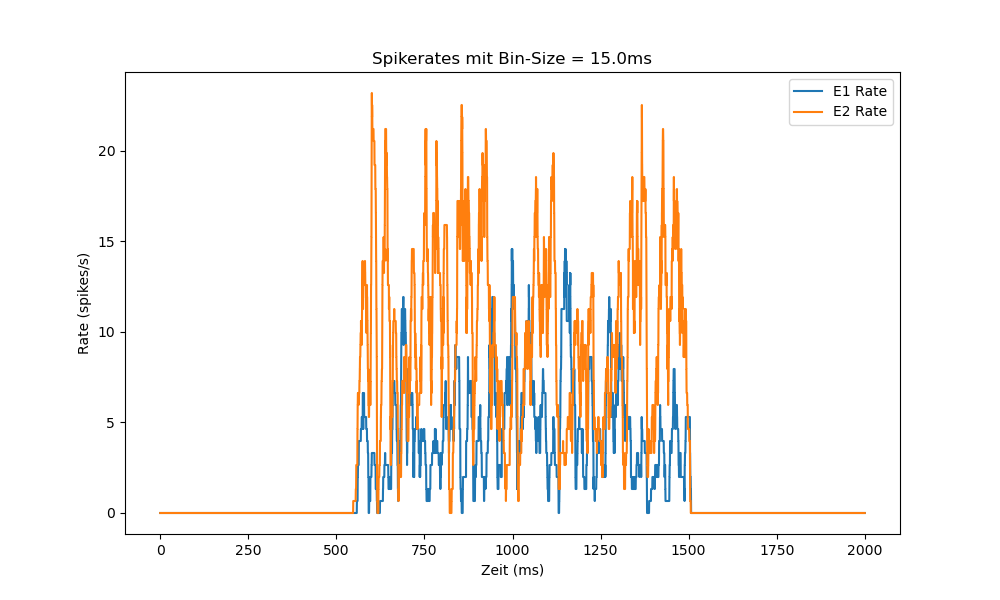 Spikerates mit Bin-Size = 15.0ms
E1 Rate
E2 Rate
Rate (spikes/s)
20
15
10
5
0
0 250 500 750 1000 1250 1500 1750 2000
Zeit (ms)